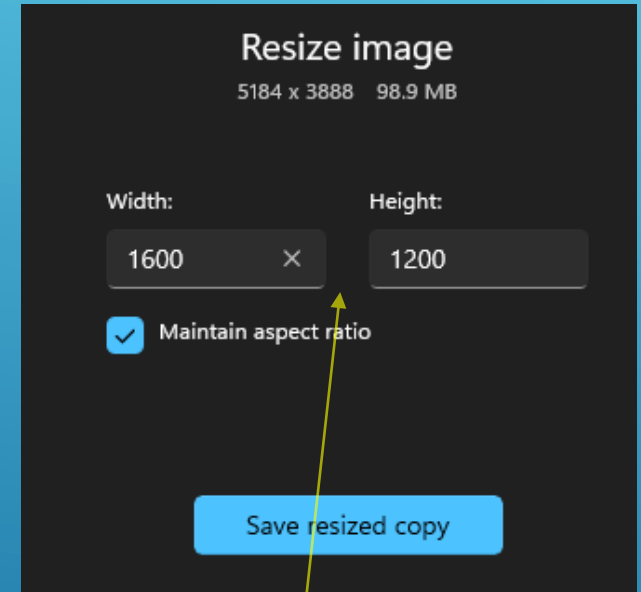 Resize image
5184 x 3888 98.9 MB
Width: Height:
1600 1200
Maintain aspect ratio
Save resized copy